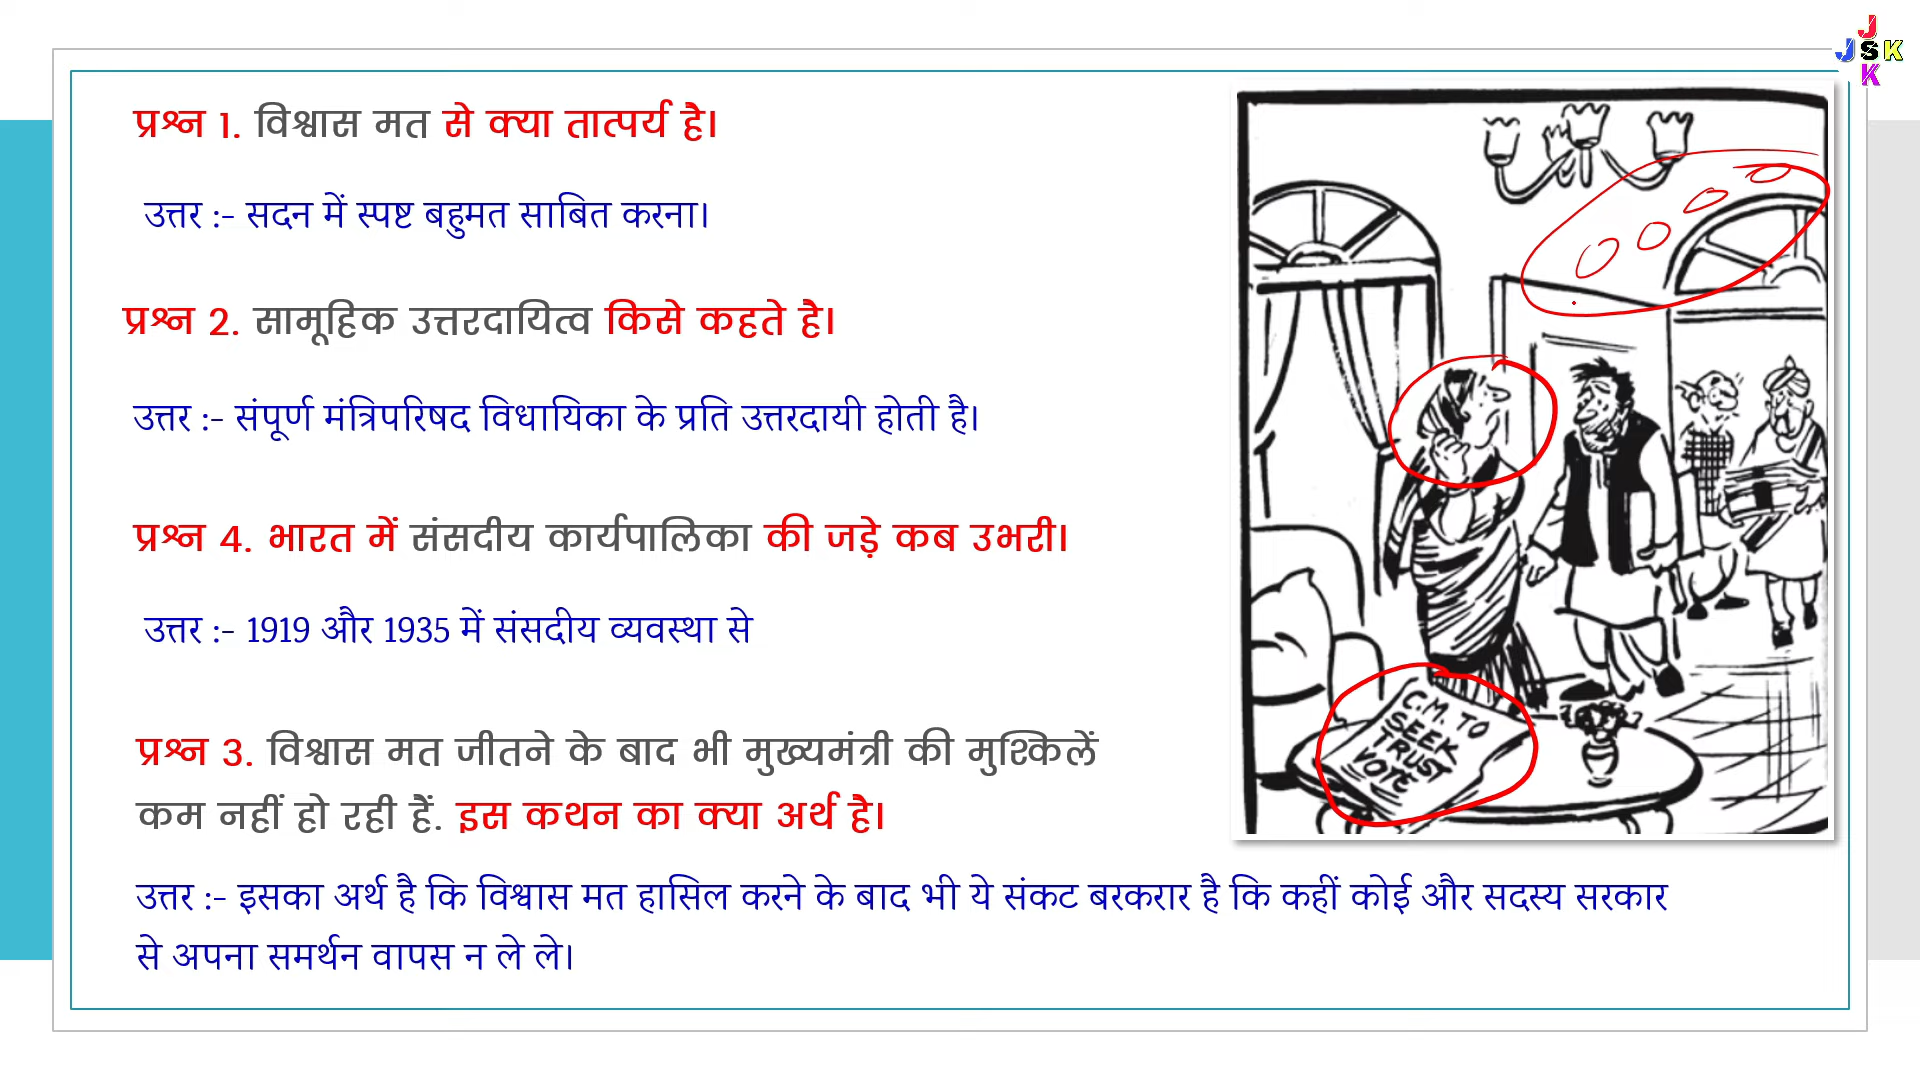 प्रश्न 1. विश्वास मत से क्या तात्पर्य है।
उत्तर :- सदन में स्पष्ट बहुमत साबित करना।
प्रश्न 2. सामूहिक उत्तरदायित्व किसे कहते है।
उत्तर :- संपूर्ण मंत्रिपरिषद विधायिका के प्रति उत्तरदायी होती है।
प्रश्न 4. भारत में संसदीय कार्यपालिका की जड़े कब उभरी।
उत्तर :- 1919 और 1935 में संसदीय व्यवस्था से
प्रश्न 3. विश्वास मत जीतने के बाद भी मुख्यमंत्री की मुश्किलें
कम नहीं हो रही हैं. इस कथन का क्या अर्थ है।
उत्तर :- इसका अर्थ है कि विश्वास मत हासिल करने के बाद भी ये संकट बरकरार है कि कहीं कोई और सदस्य सरकार
से अपना समर्थन वापस न ले ले।
J
J S K
K
C.M. TO
SEEK
TRUST
VOTE